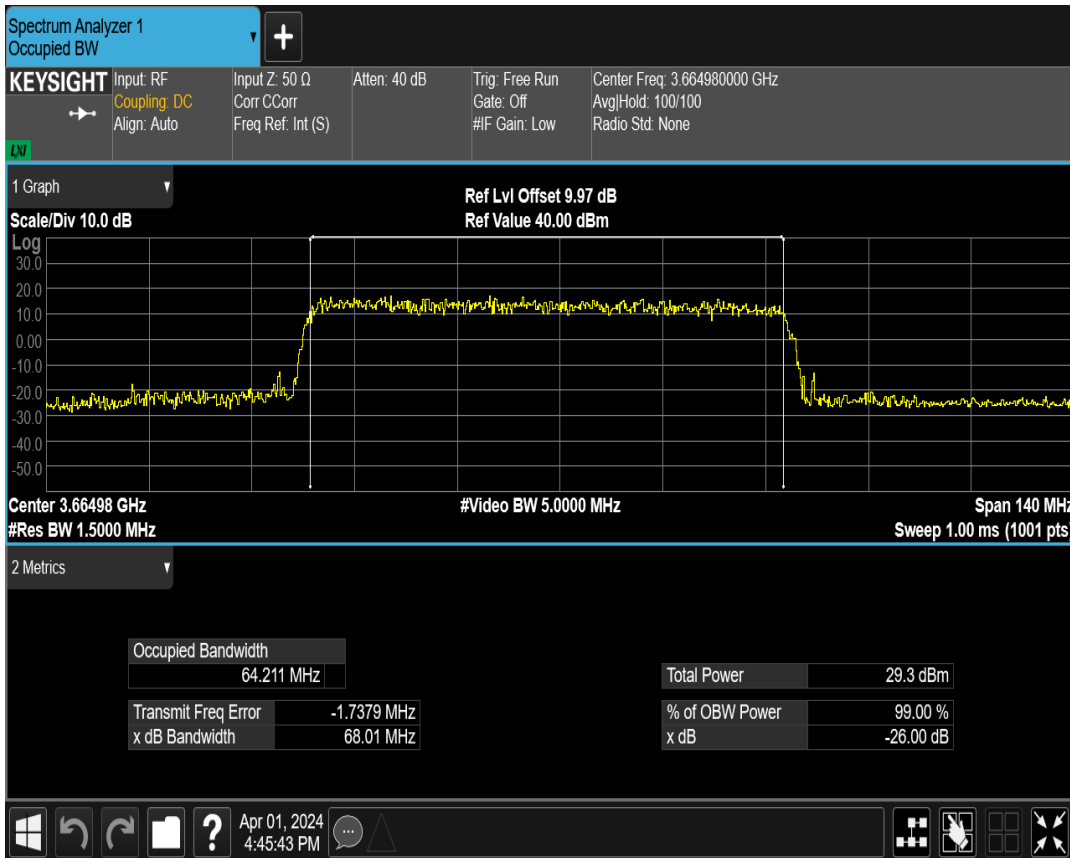 Spectrum Analyzer 1
Occupied BW
KEYSIGHT
LXI
Input: RF
Coupling: DC
Align: Auto
Input Z: 50 Ω
Corr CCorr
Freq Ref: Int (S)
Atten: 40 dB
Trig: Free Run
Gate: Off
#IF Gain: Low
Center Freq: 3.664980000 GHz
Avg|Hold: 100/100
Radio Std: None
1 Graph
Ref Lvl Offset 9.97 dB
Scale/Div 10.0 dB
Ref Value 40.00 dBm
Log
30.0
20.0
10.0
0.00
-10.0
-20.0
-30.0
-40.0
-50.0
Center 3.66498 GHz
#Video BW 5.0000 MHz
Span 140 MHz
#Res BW 1.5000 MHz
Sweep 1.00 ms (1001 pts)
2 Metrics
Occupied Bandwidth
64.211 MHz
Total Power 29.3 dBm
Transmit Freq Error -1.7379 MHz
% of OBW Power 99.00 %
x dB Bandwidth 68.01 MHz
x dB -26.00 dB
?
Apr 01, 2024
4:45:43 PM